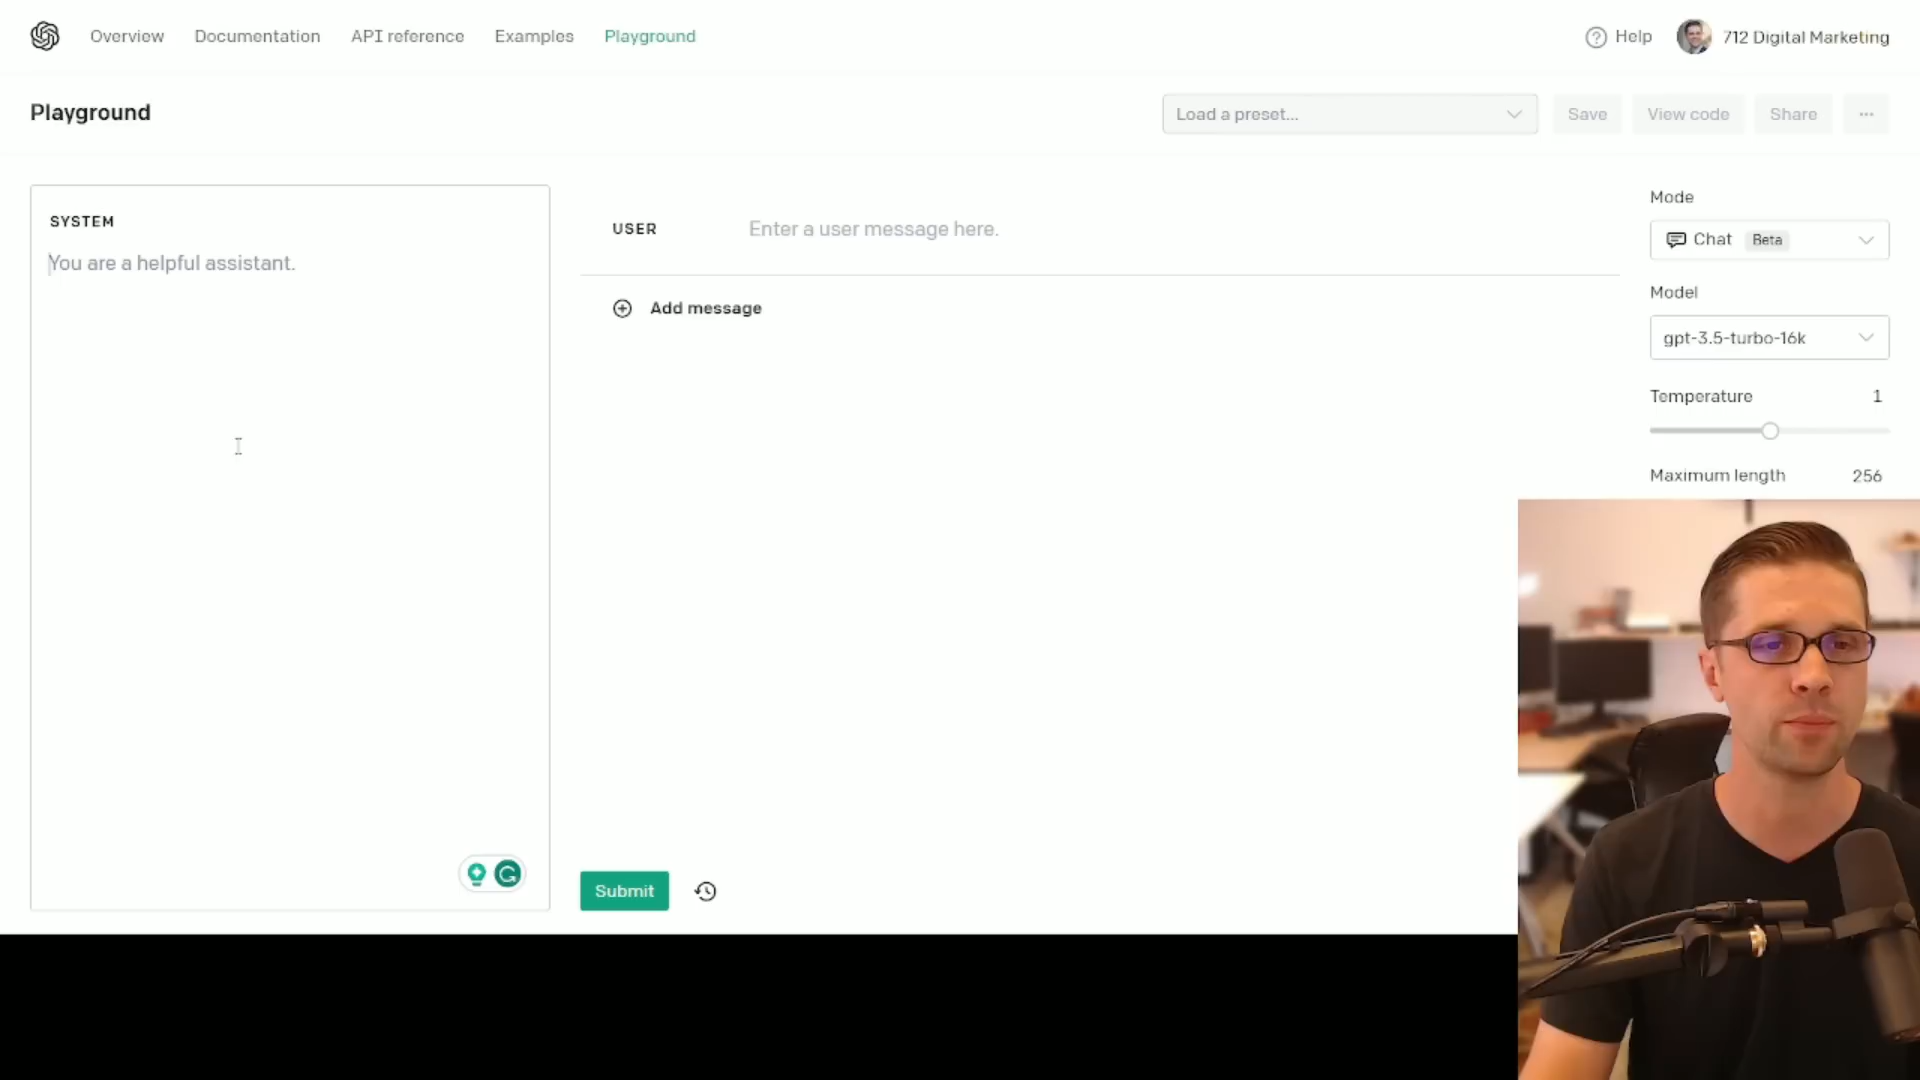 Overview Documentation API reference Examples Playground Help 712 Digital Marketing
Playground Load a preset... Save View code Share ...
SYSTEM
You are a helpful assistant.
USER Enter a user message here.
Add message
Mode
Chat Beta
Model
gpt-3.5-turbo-16k
Temperature 1
Maximum length 256
Submit